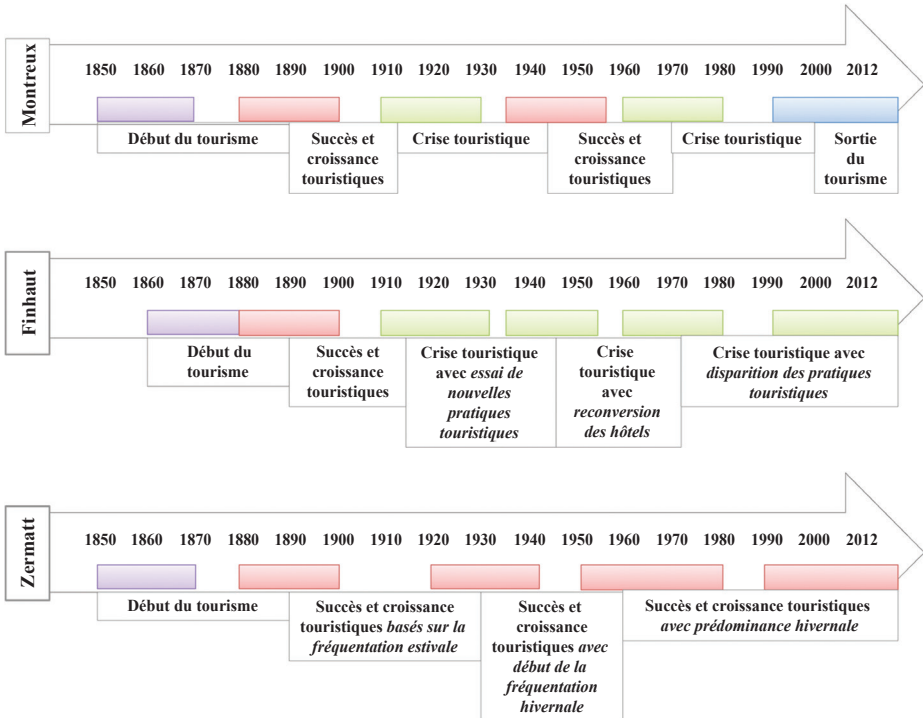 Montreux
1850 1860 1870 1880 1890 1900 1910 1920 1930 1940 1950 1960 1970 1980 1990 2000 2012
Début du tourisme
Succès et
croissance
touristiques
Crise touristique
Succès et
croissance
touristiques
Crise touristique
Sortie
du
tourisme
Finhaut
1850 1860 1870 1880 1890 1900 1910 1920 1930 1940 1950 1960 1970 1980 1990 2000 2012
Début du
tourisme
Succès et
croissance
touristiques
Crise touristique
avec essai de
nouvelles
pratiques
touristiques
Crise
touristique
avec
reconversion
des hôtels
Crise touristique avec
disparition des pratiques
touristiques
Zermatt
1850 1860 1870 1880 1890 1900 1910 1920 1930 1940 1950 1960 1970 1980 1990 2000 2012
Début du tourisme
Succès et croissance
touristiques basés sur la
fréquentation estivale
Succès et
croissance
touristiques avec
début de la
fréquentation
hivernale
Succès et croissance touristiques
avec prédominance hivernale